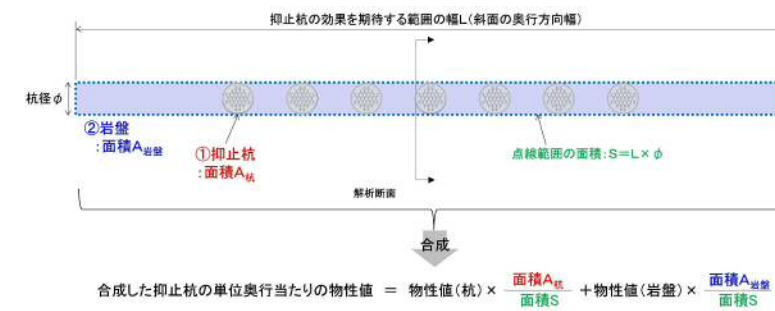 抑止杭の効果を期待する範囲の幅L(斜面の奥行方向幅)
杭径φ
②岩盤
:面積A岩盤
①抑止杭
:面積A杭
点線範囲の面積:S=L×φ
解析断面
合成
合成した抑止杭の単位奥行当たりの物性値 = 物性値(杭)× 面積A杭 / 面積S +物性値(岩盤)× 面積A岩盤 / 面積S